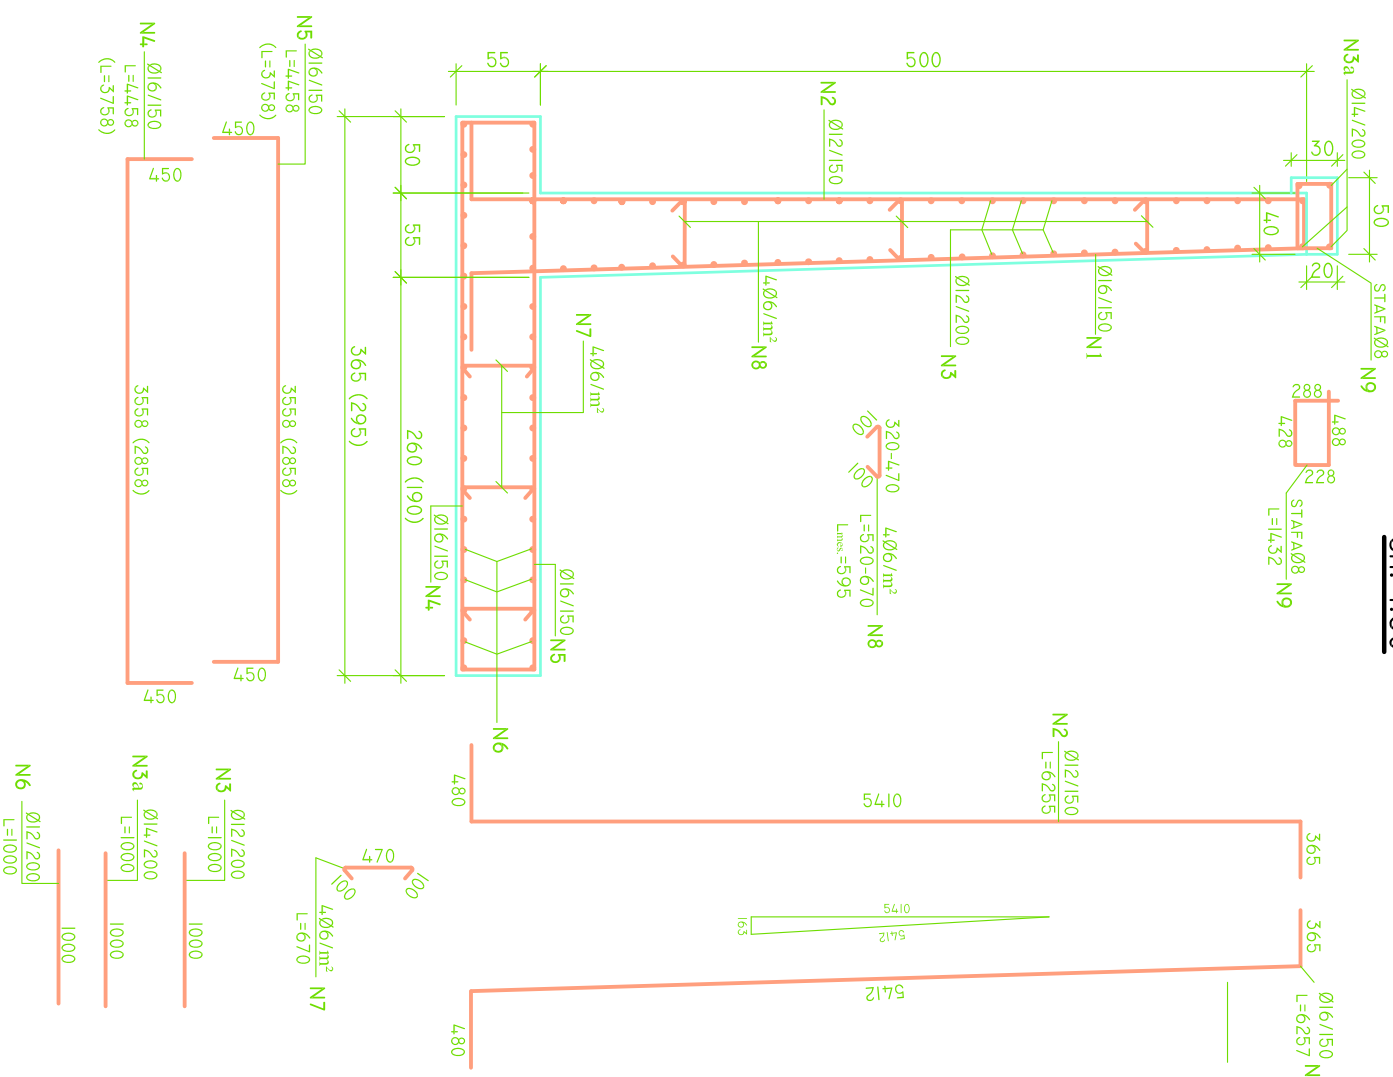 N4
Ø16/150
L=4458
(L=3758)
N5
Ø16/150
L=4458
(L=3758)
450
450
3558 (2858)
3558 (2858)
450
450
55
500
50
55
365 (295)
260 (190)
N2
Ø12/150
N3a
Ø14/200
30
50
40
20
STAFAØ8
N9
Ø16/150
N1
Ø12/200
N3
4Ø6/m²
N8
N7
4Ø6/m²
Ø16/150
N4
Ø16/150
N5
N6
288
428
488
228
STAFAØ8
L=1432
N9
320-470
100
100
4Ø6/m²
L=520-670
=595
N8
N2
Ø12/150
L=6255
480
5410
365
5410
5412
163
365
5412
480
Ø16/150
L=6257
N
470
100
100
4Ø6/m²
L=670
N7
N3
Ø12/200
L=1000
1000
N3a
Ø14/200
L=1000
1000
N6
Ø12/200
L=1000
1000